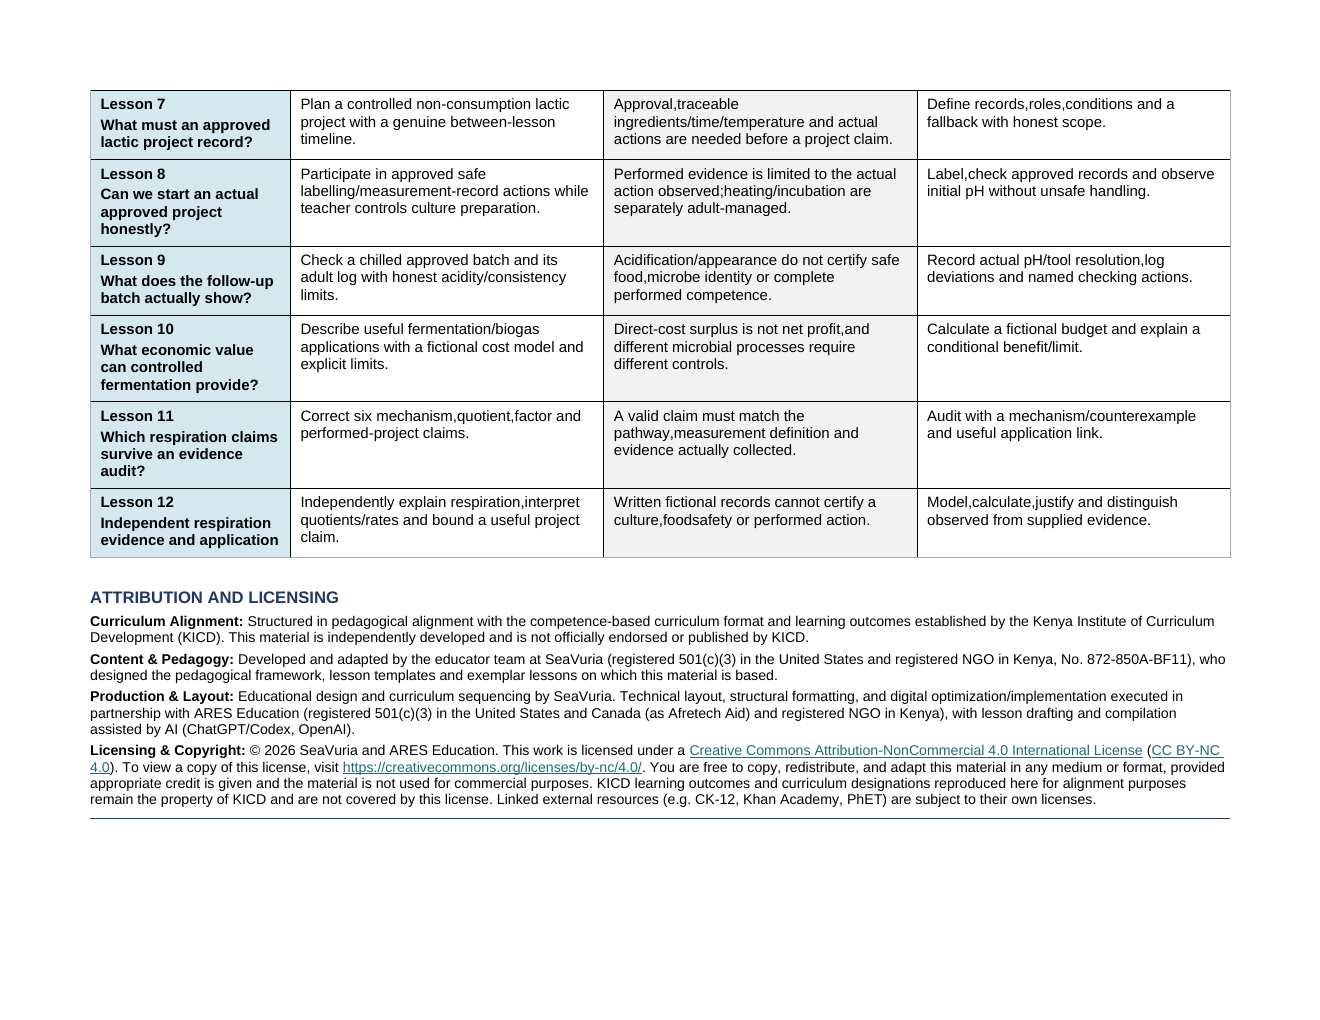 Lesson 7
What must an approved
lactic project record?
Plan a controlled non-consumption lactic
project with a genuine between-lesson
timeline.
Approval,traceable
ingredients/time/temperature and actual
actions are needed before a project claim.
Define records,roles,conditions and a
fallback with honest scope.
Lesson 8
Can we start an actual
approved project
honestly?
Participate in approved safe
labelling/measurement-record actions while
teacher controls culture preparation.
Performed evidence is limited to the actual
action observed;heating/incubation are
separately adult-managed.
Label,check approved records and observe
initial pH without unsafe handling.
Lesson 9
What does the follow-up
batch actually show?
Check a chilled approved batch and its
adult log with honest acidity/consistency
limits.
Acidification/appearance do not certify safe
food,microbe identity or complete
performed competence.
Record actual pH/tool resolution,log
deviations and named checking actions.
Lesson 10
What economic value
can controlled
fermentation provide?
Describe useful fermentation/biogas
applications with a fictional cost model and
explicit limits.
Direct-cost surplus is not net profit,and
different microbial processes require
different controls.
Calculate a fictional budget and explain a
conditional benefit/limit.
Lesson 11
Which respiration claims
survive an evidence
audit?
Correct six mechanism,quotient,factor and
performed-project claims.
A valid claim must match the
pathway,measurement definition and
evidence actually collected.
Audit with a mechanism/counterexample
and useful application link.
Lesson 12
Independent respiration
evidence and application
Independently explain respiration,interpret
quotients/rates and bound a useful project
claim.
Written fictional records cannot certify a
culture,foodsafety or performed action.
Model,calculate,justify and distinguish
observed from supplied evidence.
ATTRIBUTION AND LICENSING
Curriculum Alignment: Structured in pedagogical alignment with the competence-based curriculum format and learning outcomes established by the Kenya Institute of Curriculum
Development (KICD). This material is independently developed and is not officially endorsed or published by KICD.
Content & Pedagogy: Developed and adapted by the educator team at SeaVuria (registered 501(c)(3) in the United States and registered NGO in Kenya, No. 872-850A-BF11), who
designed the pedagogical framework, lesson templates and exemplar lessons on which this material is based.
Production & Layout: Educational design and curriculum sequencing by SeaVuria. Technical layout, structural formatting, and digital optimization/implementation executed in
partnership with ARES Education (registered 501(c)(3) in the United States and Canada (as Afretech Aid) and registered NGO in Kenya), with lesson drafting and compilation
assisted by AI (ChatGPT/Codex, OpenAI).
Licensing & Copyright: © 2026 SeaVuria and ARES Education. This work is licensed under a Creative Commons Attribution-NonCommercial 4.0 International License (CC BY-NC
4.0). To view a copy of this license, visit https://creativecommons.org/licenses/by-nc/4.0/. You are free to copy, redistribute, and adapt this material in any medium or format, provided
appropriate credit is given and the material is not used for commercial purposes. KICD learning outcomes and curriculum designations reproduced here for alignment purposes
remain the property of KICD and are not covered by this license. Linked external resources (e.g. CK-12, Khan Academy, PhET) are subject to their own licenses.